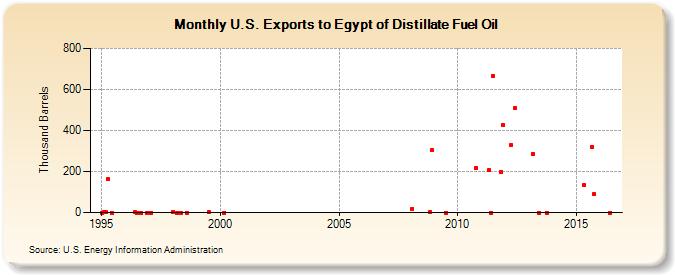 Monthly U.S. Exports to Egypt of Distillate Fuel Oil
Thousand Barrels
800
600
400
200
0
1995 2000 2005 2010 2015
Source: U.S. Energy Information Administration